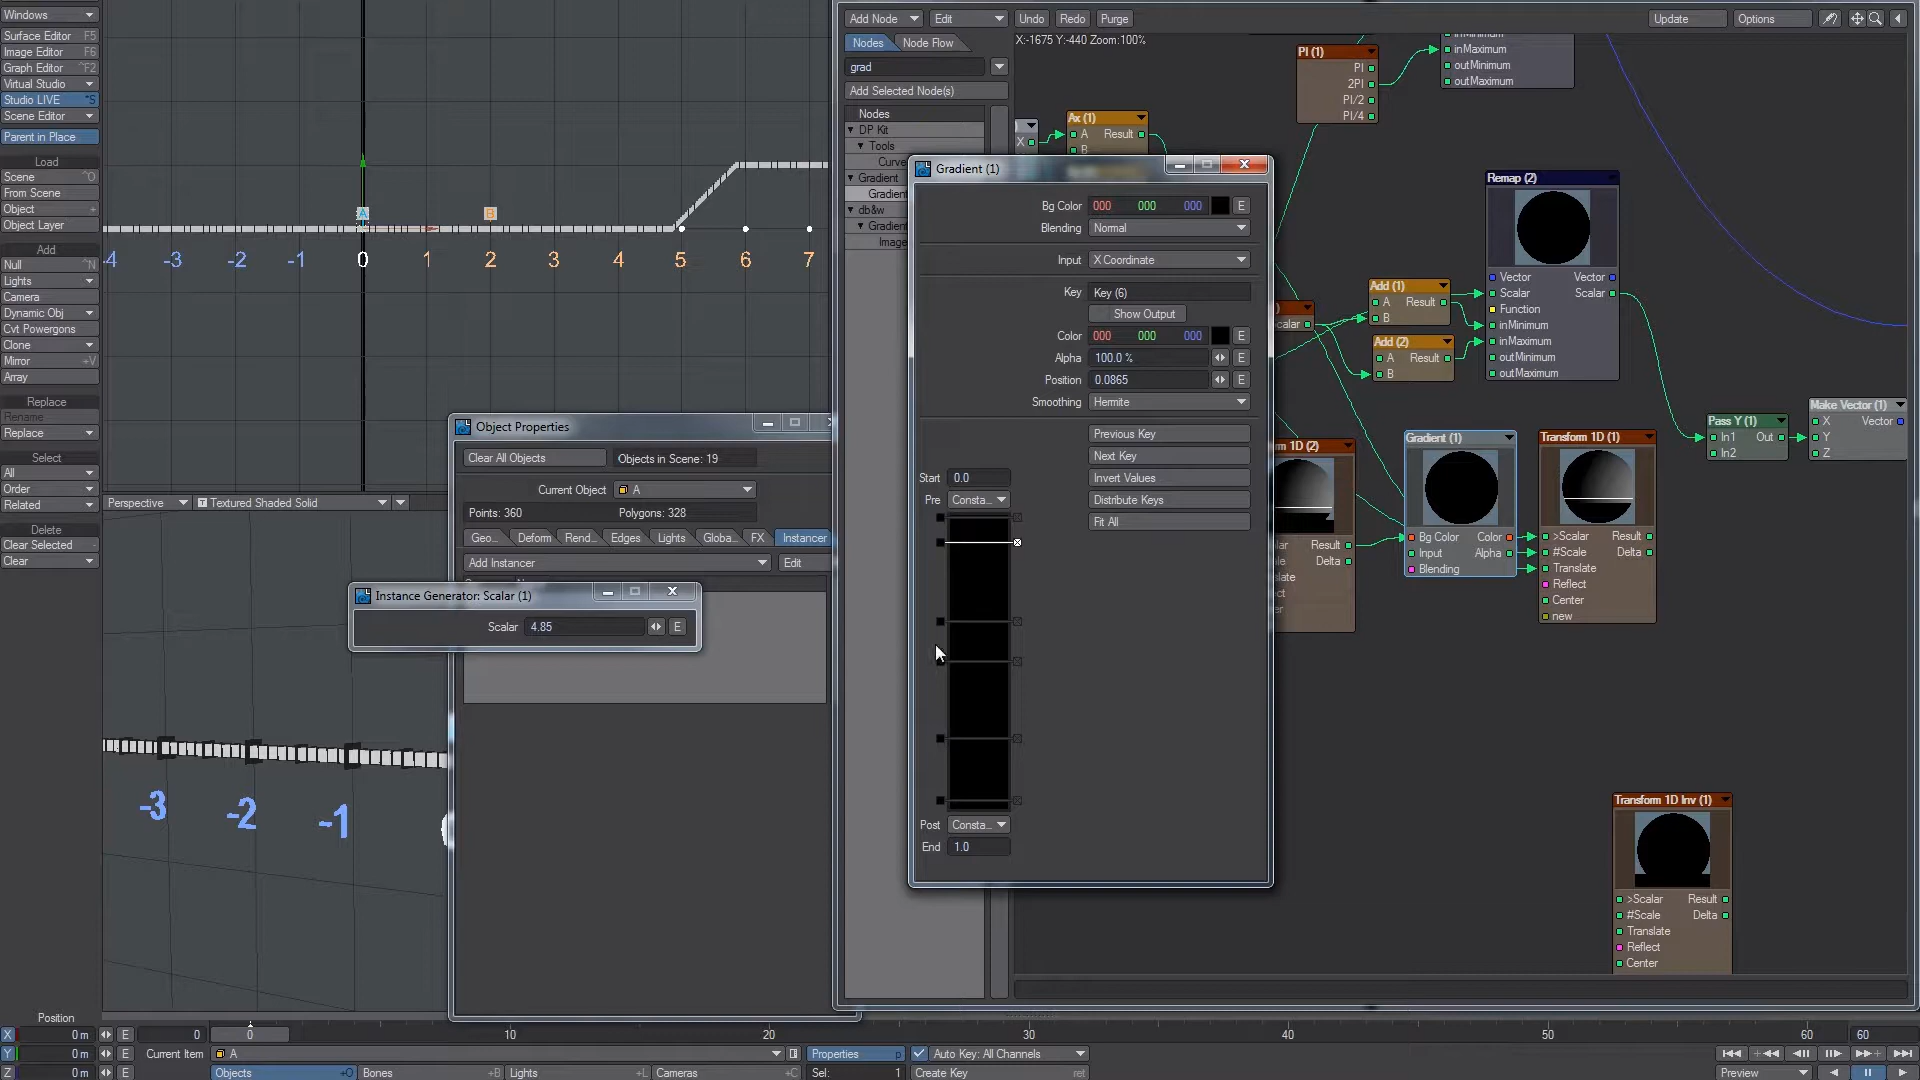 Windows
Surface Editor F5
Image Editor F6
Graph Editor ^F2
Virtual Studio
Studio LIVE ^S
Scene Editor
Parent in Place
Load
Scene ^O
From Scene
Object +
Object Layer
Add
Null ^N
Lights
Camera
Dynamic Obj
Cvt Powergons
Clone
Mirror +V
Array
Replace
Rename
Replace
Select
All
Order
Related
Delete
Clear Selected -
Clear
A
B
-4 -3 -2 -1 0 1 2 3 4 5 6 7
Perspective
Textured Shaded Solid
-3 -2 -1
Object Properties
Clear All Objects
Objects in Scene: 19
Current Object A
Points: 360
Polygons: 328
Geo... Deform Rend... Edges Lights Globa... FX Instancer
Add Instancer
Edit
Instance Generator: Scalar (1)
X
Scalar 4.85
E
Add Node
Edit
Undo
Redo
Purge
Update
Options
Nodes
Node Flow
X:-1675 Y:-440 Zoom:100%
grad
Add Selected Node(s)
Nodes
DP Kit
Tools
Curve
Gradient
Gradient
db&w
Gradient
Image
PI (1)
PI
2PI
PI/2
PI/4
inMaximum
outMinimum
outMaximum
Ax (1)
A Result
B
X
Gradient (1)
X
Bg Color 000 000 000 E
Blending Normal
Input X Coordinate
Key Key (6)
Show Output
Color 000 000 000 E
Alpha 100.0 % E
Position 0.0865 E
Smoothing Hermite
Previous Key
Next Key
Invert Values
Distribute Keys
Fit All
Start 0.0
Pre Consta...
Post Consta...
End 1.0
Remap (2)
Vector Vector
Scalar Scalar
Function
inMinimum
inMaximum
outMinimum
outMaximum
Add (1)
A Result
B
Add (2)
A Result
B
Gradient (1)
Bg Color Color
Input Alpha
Blending
Transform 1D (1)
>Scalar Result
#Scale Delta
Translate
Reflect
Center
new
Result
Delta
Pass Y (1)
In1 Out
In2
Make Vector (1)
X Vector
Y
Z
Transform 1D Inv (1)
>Scalar Result
#Scale Delta
Translate
Reflect
Center
Position
X 0 m E 0
Y 0 m E
Z 0 m E
0 10 20 30 40 50 60 60
Current Item A
Properties p
Auto Key: All Channels
Objects +O
Bones +B
Lights +L
Cameras +C
Sel: 1
Create Key ret
Preview